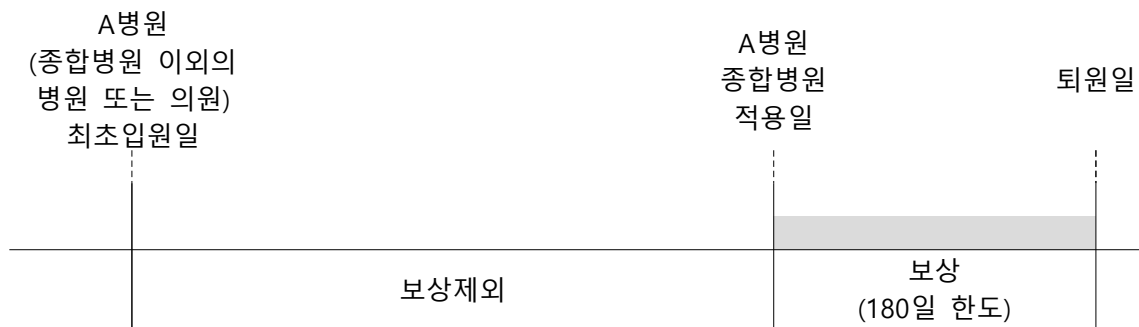 A병원
(종합병원 이외의
병원 또는 의원)
최초입원일
A병원
종합병원
적용일
퇴원일
보상제외
보상
(180일 한도)